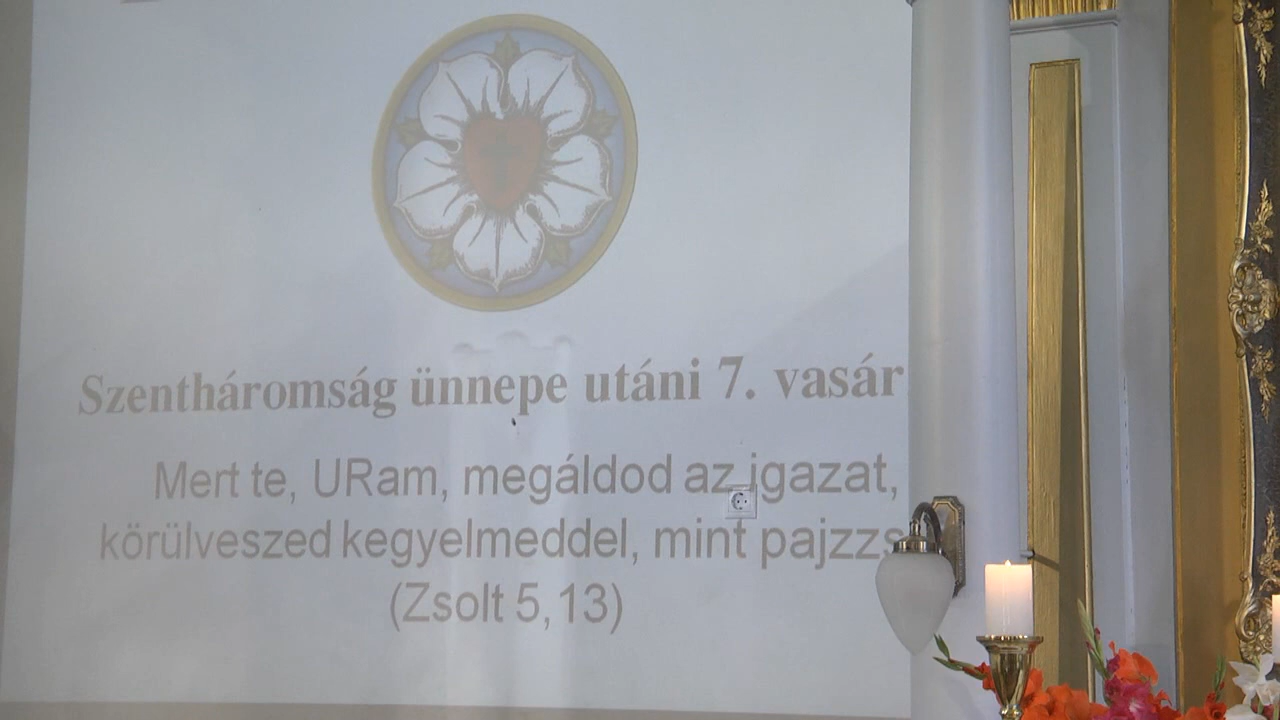 Szentháromság ünnepe utáni 7. vasár
Mert te, URam, megáldod az igazat,
körülveszed kegyelmeddel, mint pajzzs
(Zsolt 5, 13)